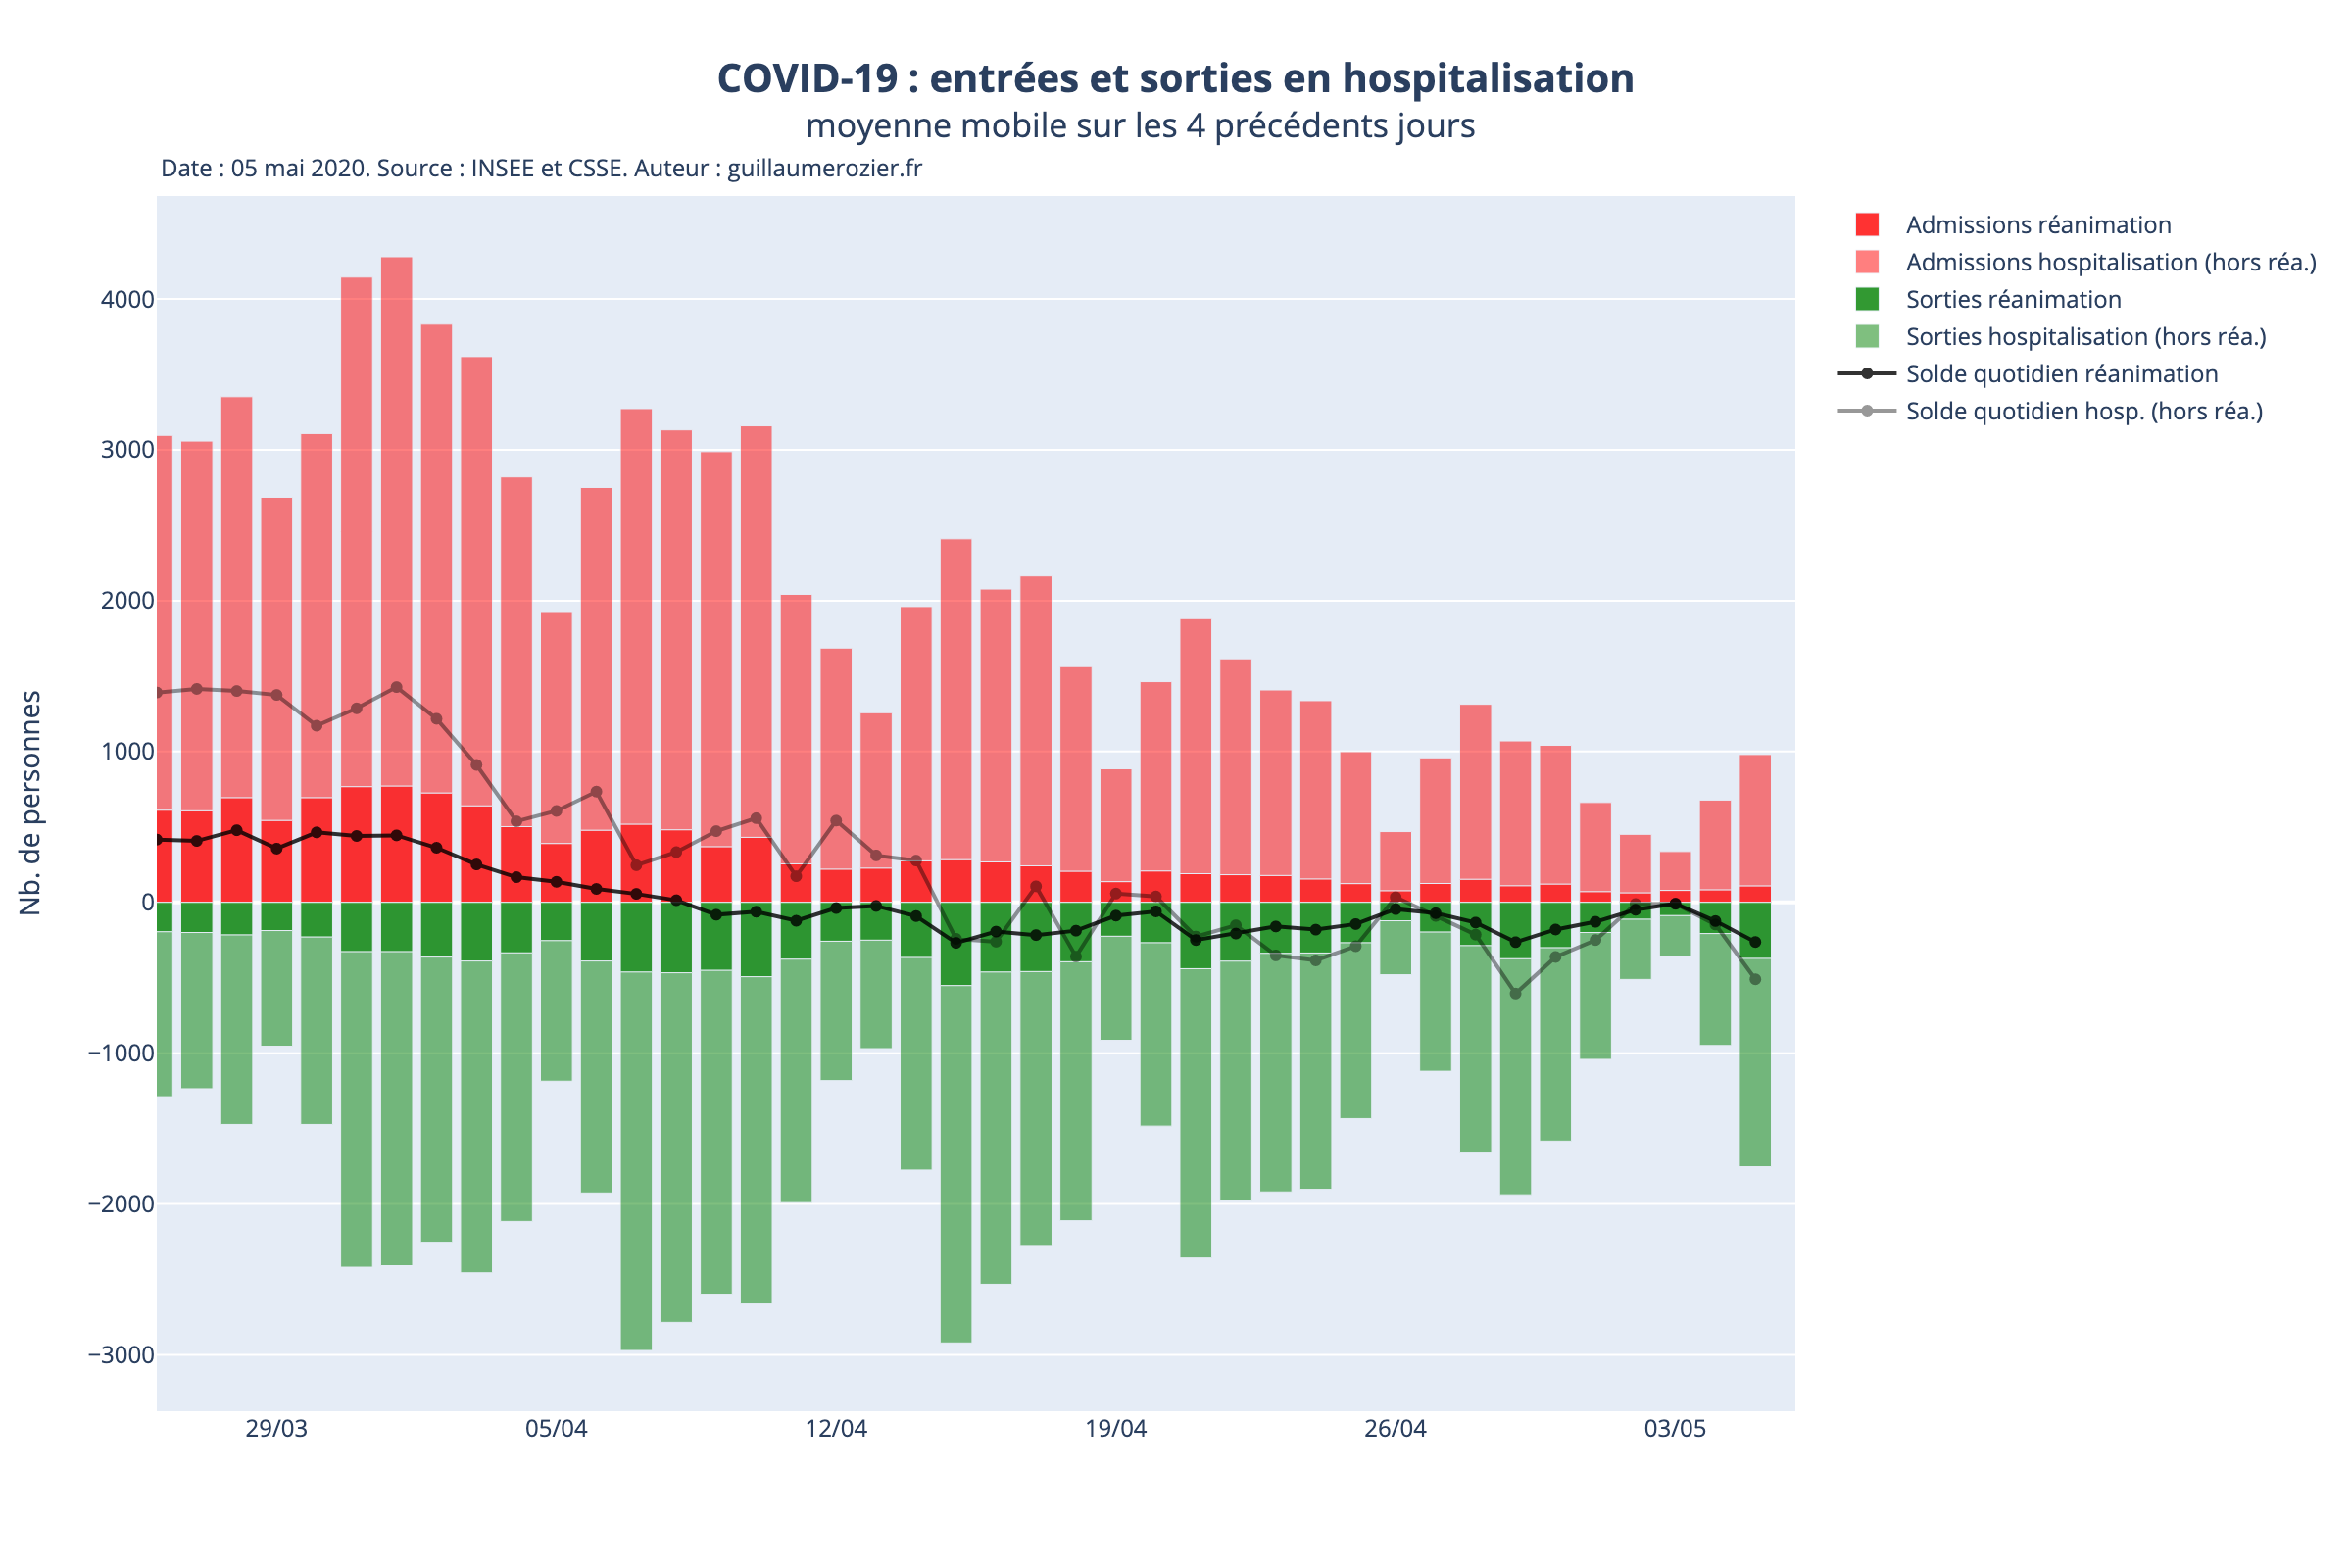 COVID-19 : entrées et sorties en hospitalisation
moyenne mobile sur les 4 précédents jours
Date : 05 mai 2020. Source : INSEE et CSSE. Auteur : guillaumerozier.fr
Admissions réanimation
Admissions hospitalisation (hors réa.)
Sorties réanimation
Sorties hospitalisation (hors réa.)
Solde quotidien réanimation
Solde quotidien hosp. (hors réa.)
Nb. de personnes
4000
3000
2000
1000
0
−1000
−2000
−3000
29/03 05/04 12/04 19/04 26/04 03/05